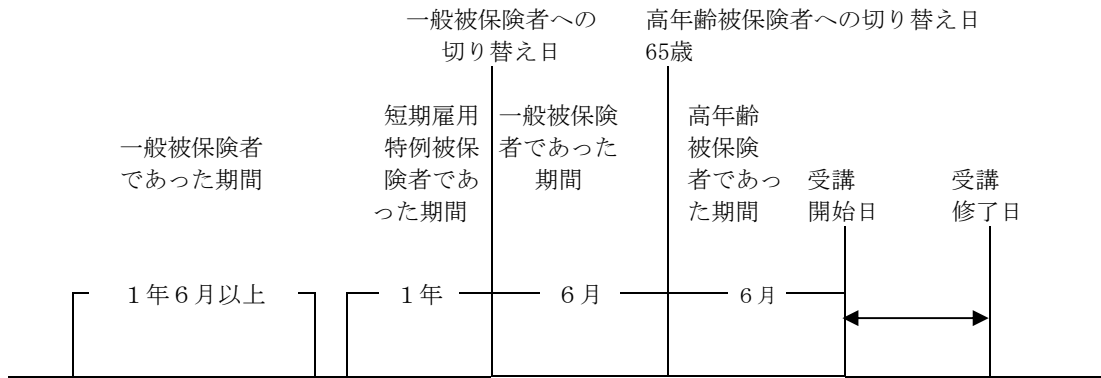 一般被保険者への
切り替え日
高年齢被保険者への切り替え日
65歳
一般被保険者
であった期間
短期雇用
特例被保
険者であ
った期間
一般被保険
者であった
期間
高年齢
被保険
者であっ
た期間
受講
開始日
受講
修了日
1年6月以上
1年
6月
6月